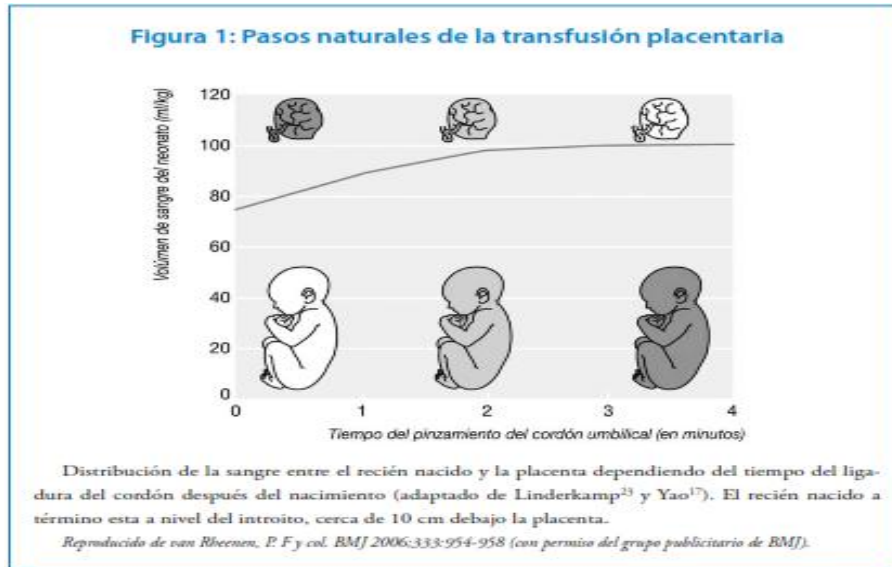 Figura 1: Pasos naturales de la transfusión placentaria
Volúmen de sangre del neonato (ml/kg)
120
100
80
60
40
20
0
0 1 2 3 4
Tiempo del pinzamiento del cordón umbilical (en minutos)
Distribución de la sangre entre el recién nacido y la placenta dependiendo del tiempo del liga-
dura del cordón después del nacimiento (adaptado de Linderkamp²³ y Yao¹⁷). El recién nacido a
término esta a nivel del introito, cerca de 10 cm debajo la placenta.
Reproducido de van Rheenen, P. F y col. BMJ 2006;333:954-958 (con permiso del grupo publicitario de BMJ).